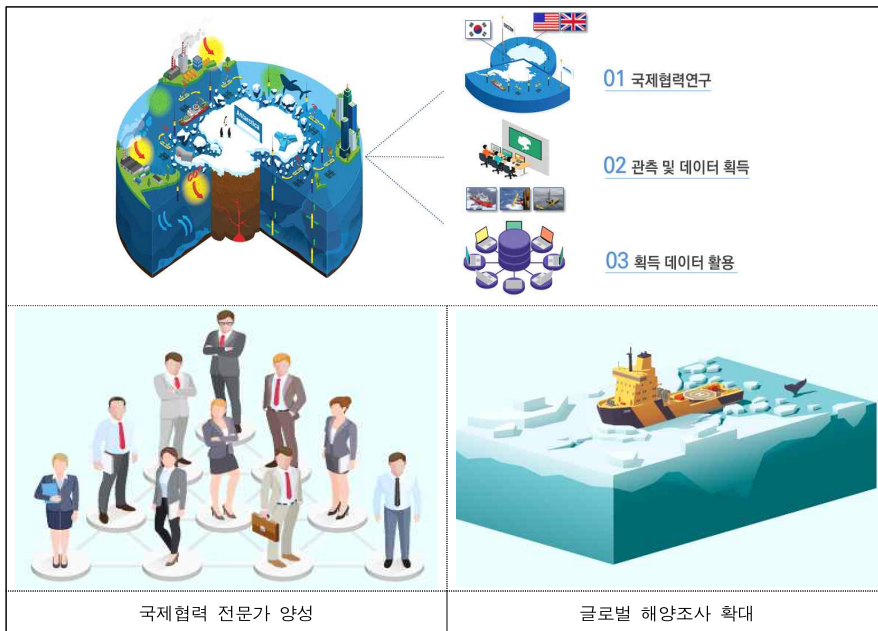 Antarctica
01 국제협력연구
02 관측 및 데이터 획득
03 획득 데이터 활용
국제협력 전문가 양성
글로벌 해양조사 확대